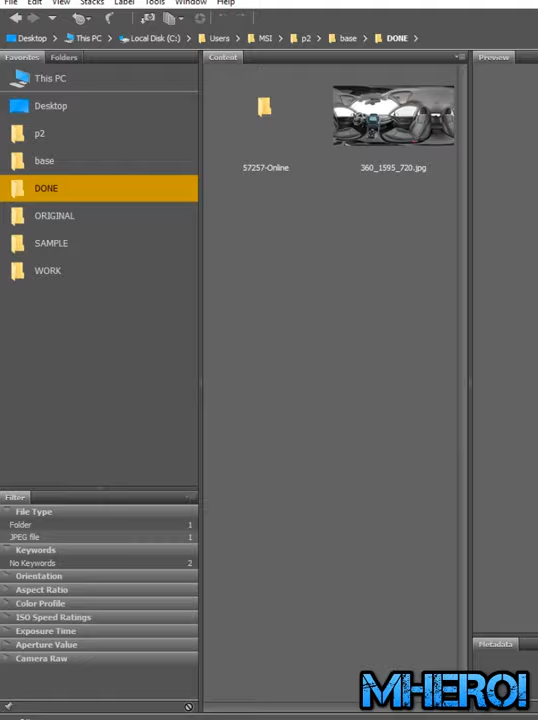 File Edit View Stacks Label Tools Window Help
Desktop This PC Local Disk (C:) Users MSI p2 base DONE
Favorites Folders Content Preview
This PC
Desktop
p2
base
DONE
ORIGINAL
SAMPLE
WORK
57257-Online 360_1595_720.jpg
Filter
File Type
Folder 1
JPEG file 1
Keywords
No Keywords 2
Orientation
Aspect Ratio
Color Profile
ISO Speed Ratings
Exposure Time
Aperture Value
Camera Raw
Metadata
MHERO!